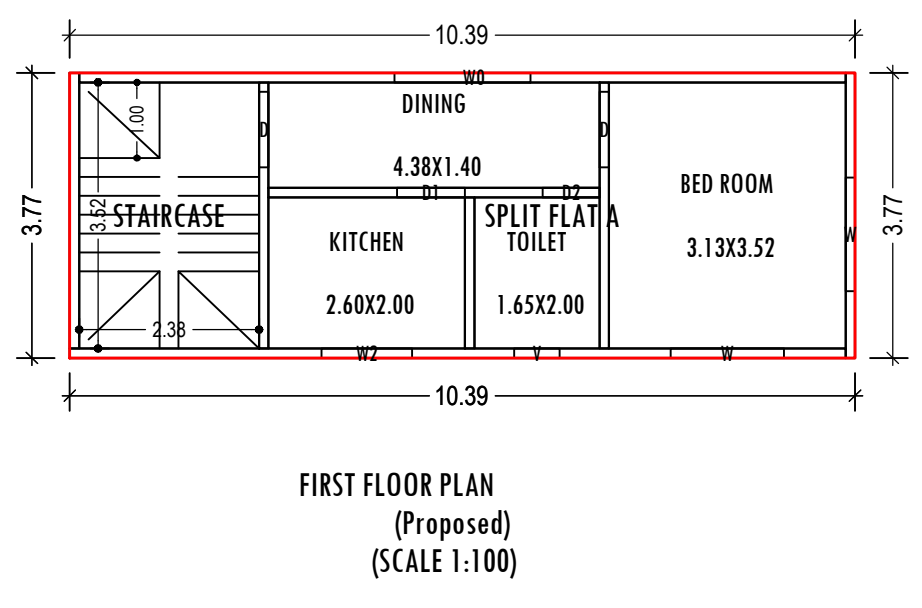 10.39
W0
DINING
4.38X1.40
1.00
D
D
3.77
3.52
STAIRCASE
D1
D2
SPLIT FLAT A
BED ROOM
3.13X3.52
3.77
W
KITCHEN
2.60X2.00
TOILET
1.65X2.00
2.38
W2
V
W
10.39
FIRST FLOOR PLAN
(Proposed)
(SCALE 1:100)